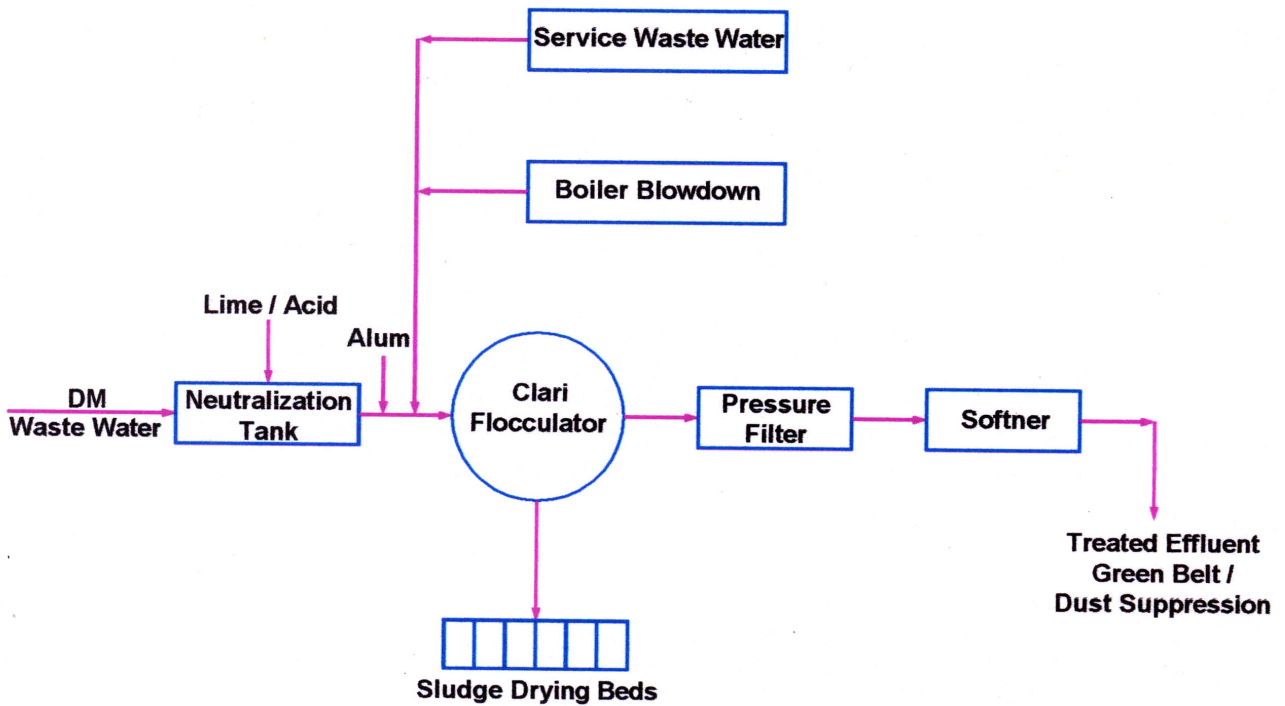 Service Waste Water
Boiler Blowdown
Lime / Acid
Alum
DM
Waste Water
Neutralization
Tank
Clari
Flocculator
Pressure
Filter
Softner
Treated Effluent
Green Belt /
Dust Suppression
Sludge Drying Beds